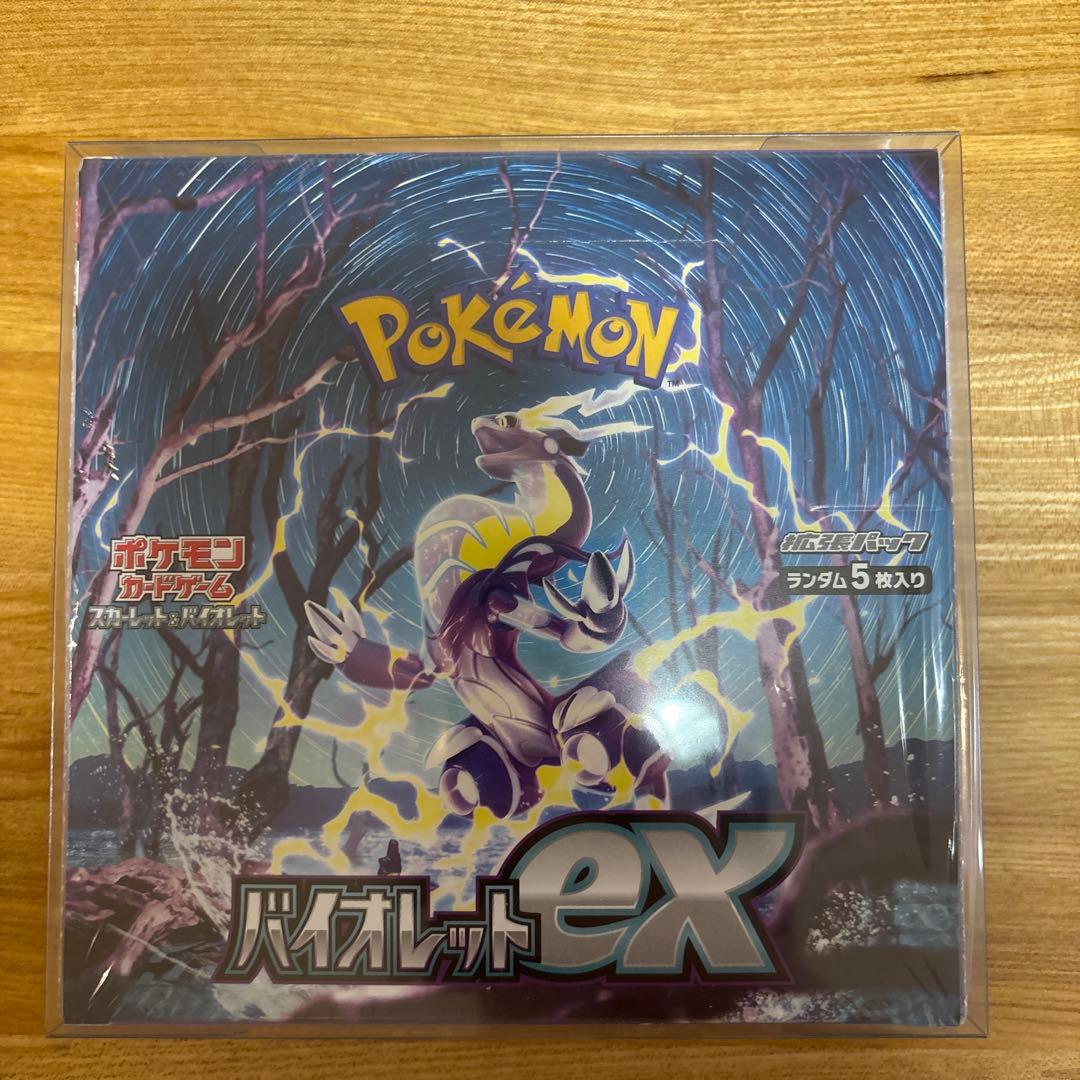 POKéMON
TM
ポケモン
カードゲーム
スカーレット&バイオレット
拡張パック
ランダム5枚入り
バイオレットex